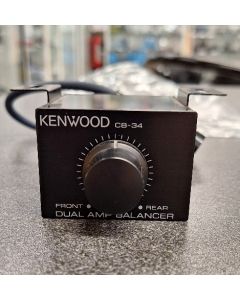 KENWOOD CB-34
FRONT REAR
DUAL AMP BALANCER